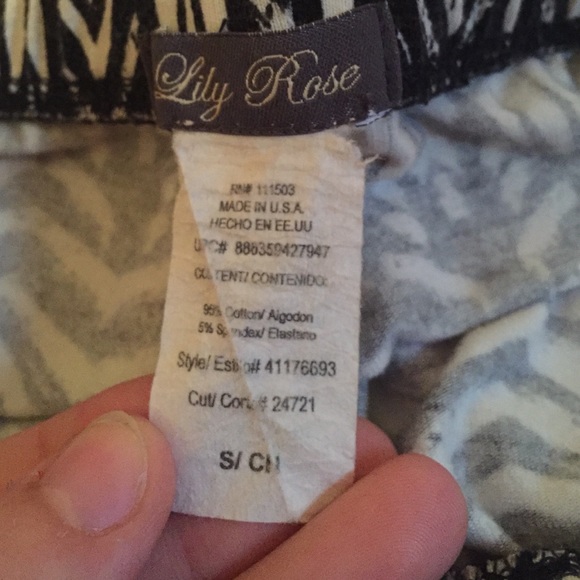 Lily Rose
RN# 111503
MADE IN U.S.A.
HECHO EN EE.UU
UPC# 886359427947
CONTENT/ CONTENIDO:
95% Cotton/ Algodon
5% Spandex/ Elastano
Style/ Estilo# 41176693
Cut/ Corte# 24721
S/ CH